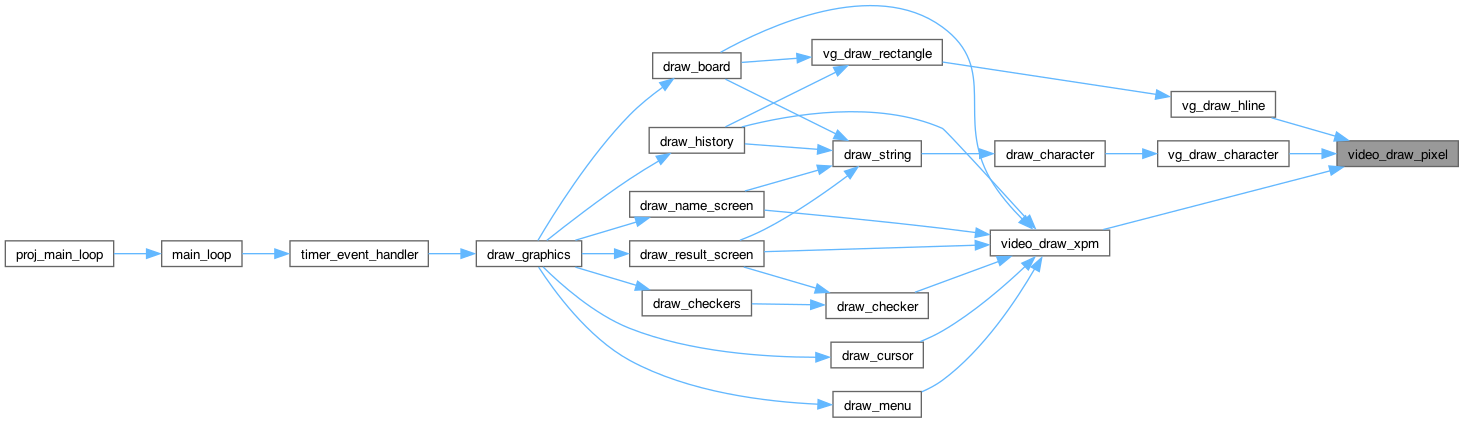 vg_draw_rectangle
draw_board
vg_draw_hline
draw_history
draw_string
draw_character
vg_draw_character
video_draw_pixel
draw_name_screen
video_draw_xpm
proj_main_loop
main_loop
timer_event_handler
draw_graphics
draw_result_screen
draw_checkers
draw_checker
draw_cursor
draw_menu